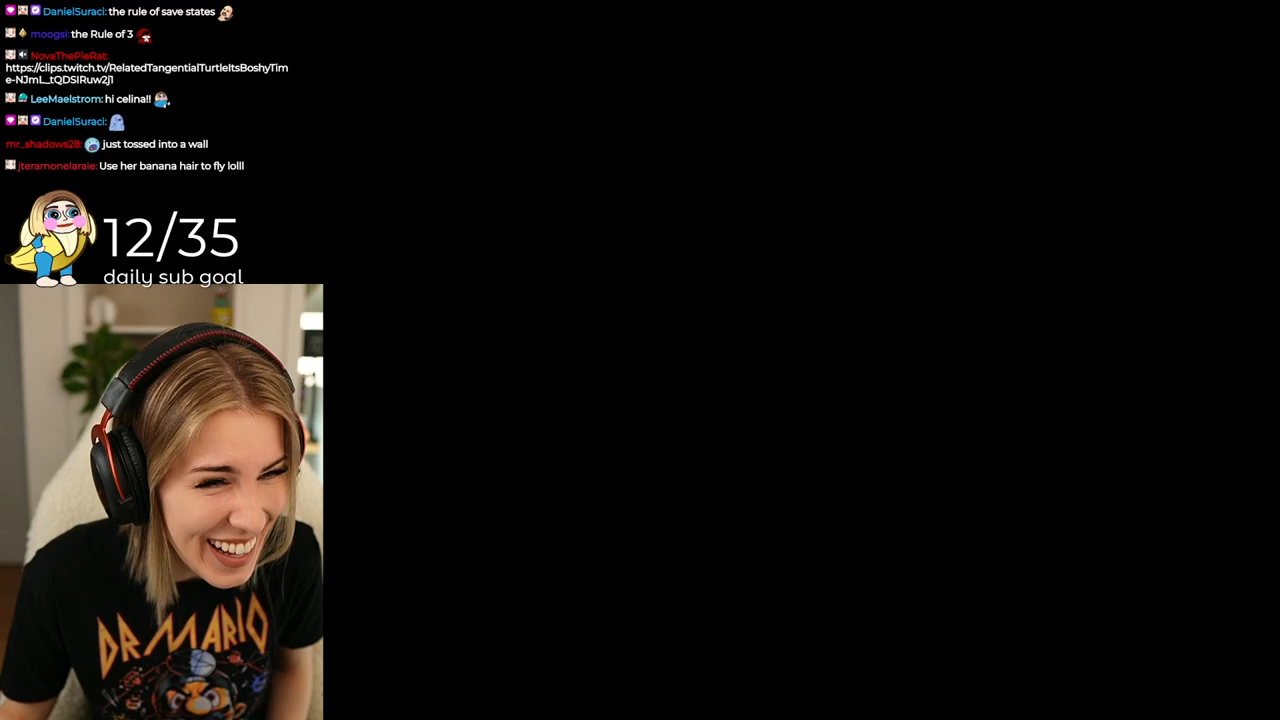 DanielSuraci: the rule of save states
moogsi: the Rule of 3
NovaThePieRat:
https://clips.twitch.tv/RelatedTangentialTurtleItsBoshyTim
e-NJmL_tQDSIRuw2j1
LeeMaelstrom: hi celina!!
DanielSuraci:
mr_shadows28: just tossed into a wall
jteramonelaraie: Use her banana hair to fly lolll
12/35
daily sub goal
DR MARIO